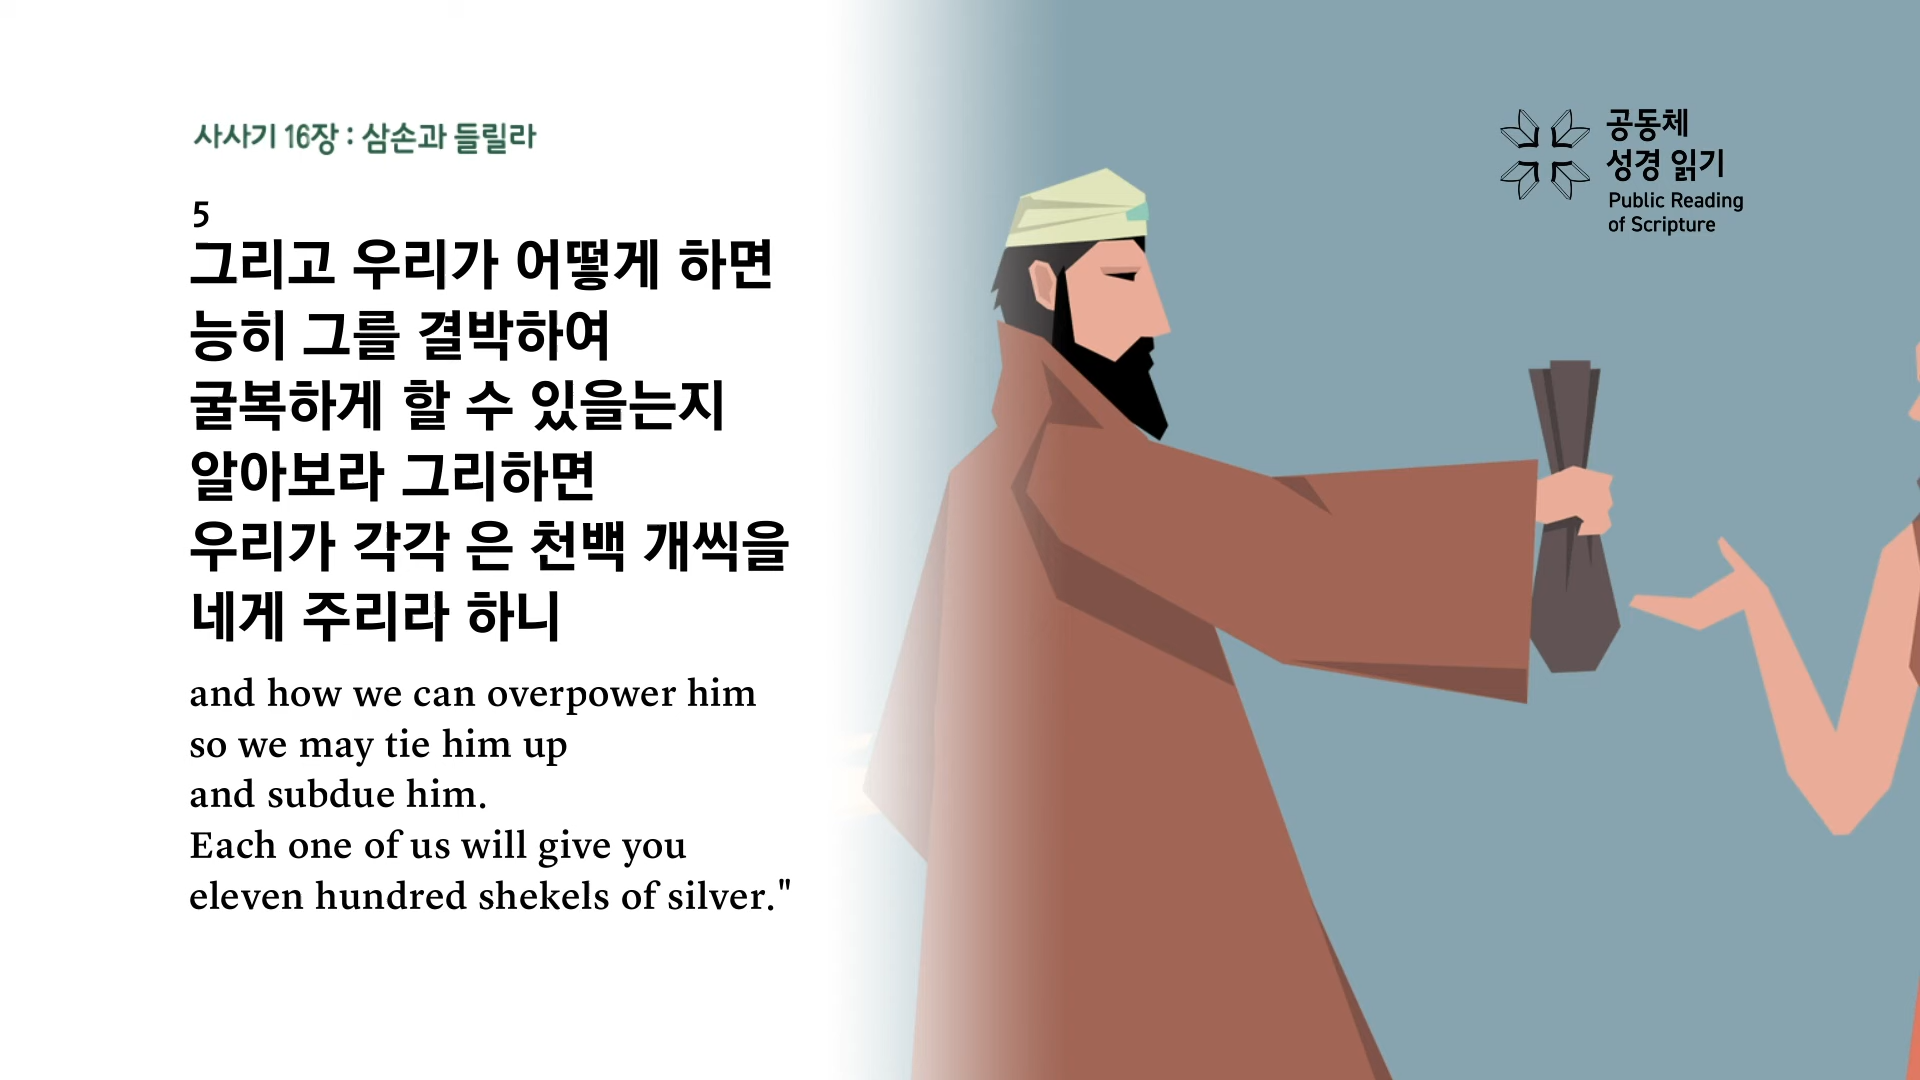 사사기 16장 : 삼손과 들릴라
5
그리고 우리가 어떻게 하면
능히 그를 결박하여
굴복하게 할 수 있을는지
알아보라 그리하면
우리가 각각 은 천백 개씩을
네게 주리라 하니
and how we can overpower him
so we may tie him up
and subdue him.
Each one of us will give you
eleven hundred shekels of silver."
공동체
성경 읽기
Public Reading
of Scripture